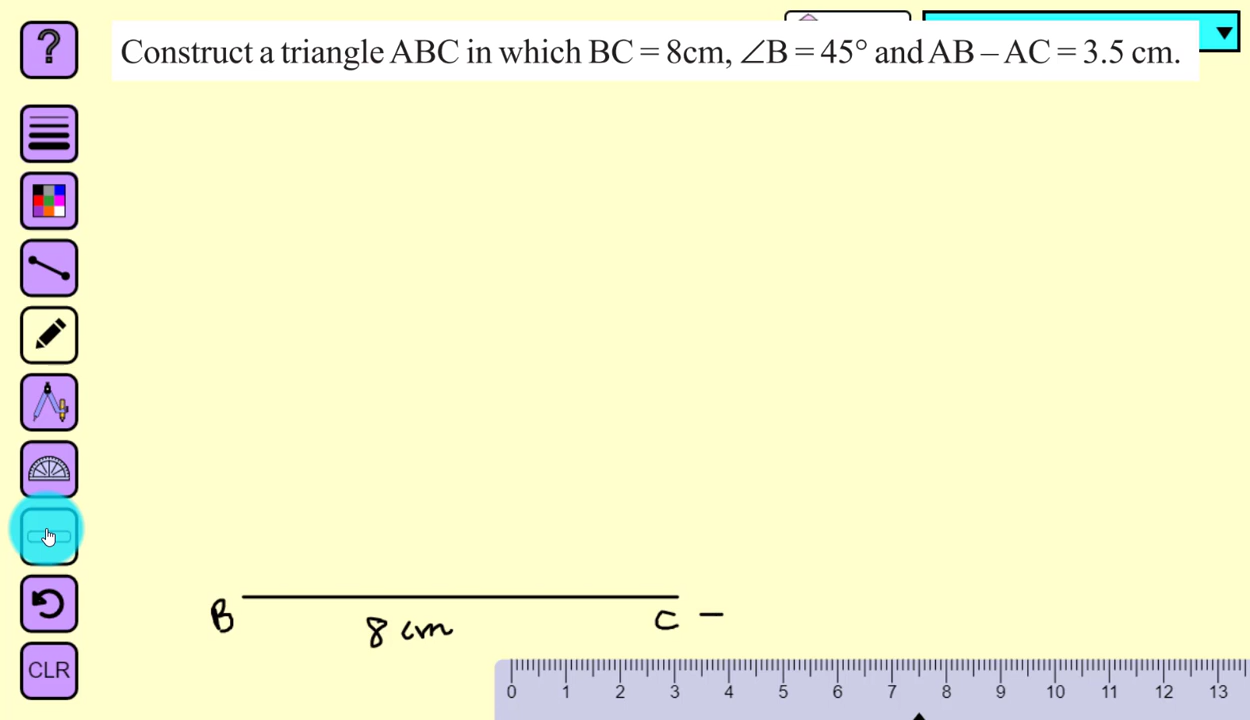 ?
Construct a triangle ABC in which BC = 8cm, ∠B = 45° and AB – AC = 3.5 cm.
B
C –
8 cm
0 1 2 3 4 5 6 7 8 9 10 11 12 13
CLR